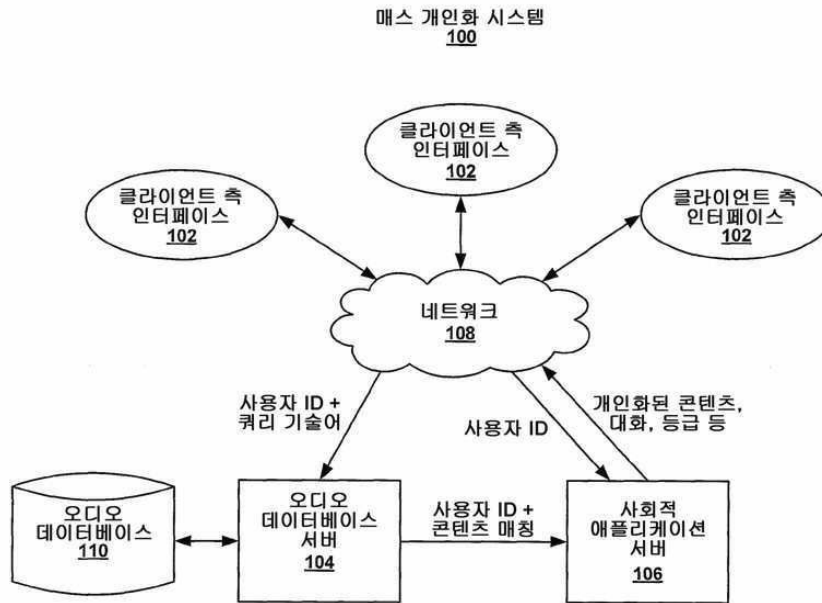 매스 개인화 시스템
100
클라이언트 측
인터페이스
102
클라이언트 측
인터페이스
102
클라이언트 측
인터페이스
102
네트워크
108
사용자 ID +
쿼리 기술어
사용자 ID
개인화된 콘텐츠,
대화, 등급 등
오디오
데이터베이스
110
오디오
데이터베이스
서버
104
사용자 ID +
콘텐츠 매칭
사회적
애플리케이션
서버
106